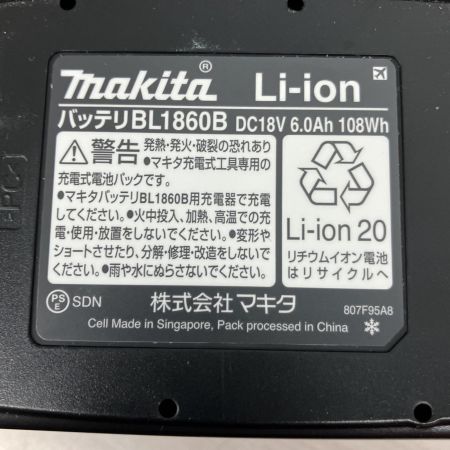 makita® Li-ion
バッテリBL1860B DC18V 6.0Ah 108Wh
警告 発熱・発火・破裂の恐れあり
●マキタ充電式工具専用の
充電式電池パックです。
●マキタバッテリBL1860B用充電器で充電
してください。●火中投入、加熱、高温での充
電・使用・放置をしないでください。●変形や
ショートさせたり、分解・修理・改造をしないで
ください。●雨や水にぬらさないでください。
Li-ion 20
リチウムイオン電池
はリサイクルへ
PSE SDN 株式会社マキタ
Cell Made in Singapore, Pack processed in China
807F95A8
>PC<